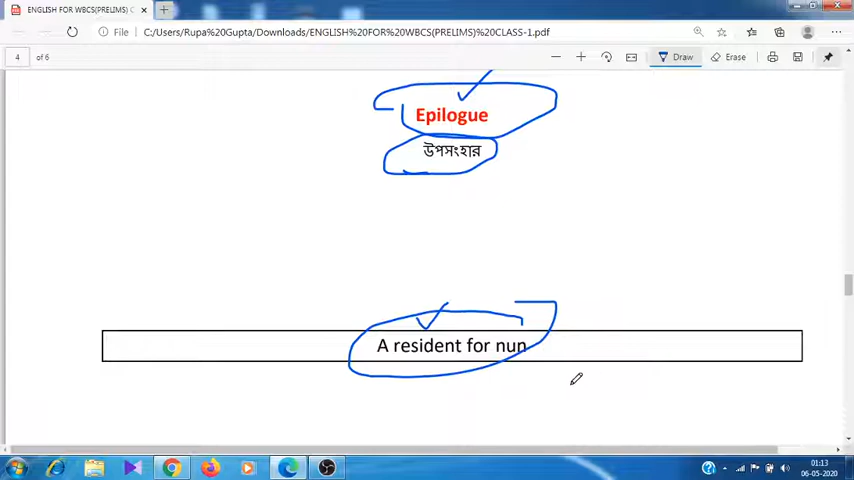 ENGLISH FOR WBCS(PRELIMS) C
File
C:/Users/Rupa%20Gupta/Downloads/ENGLISH%20FOR%20WBCS(PRELIMS)%20CLASS-1.pdf
4 of 6
Draw
Erase
Epilogue
উপসংহার
A resident for nun
01:13
06-05-2020